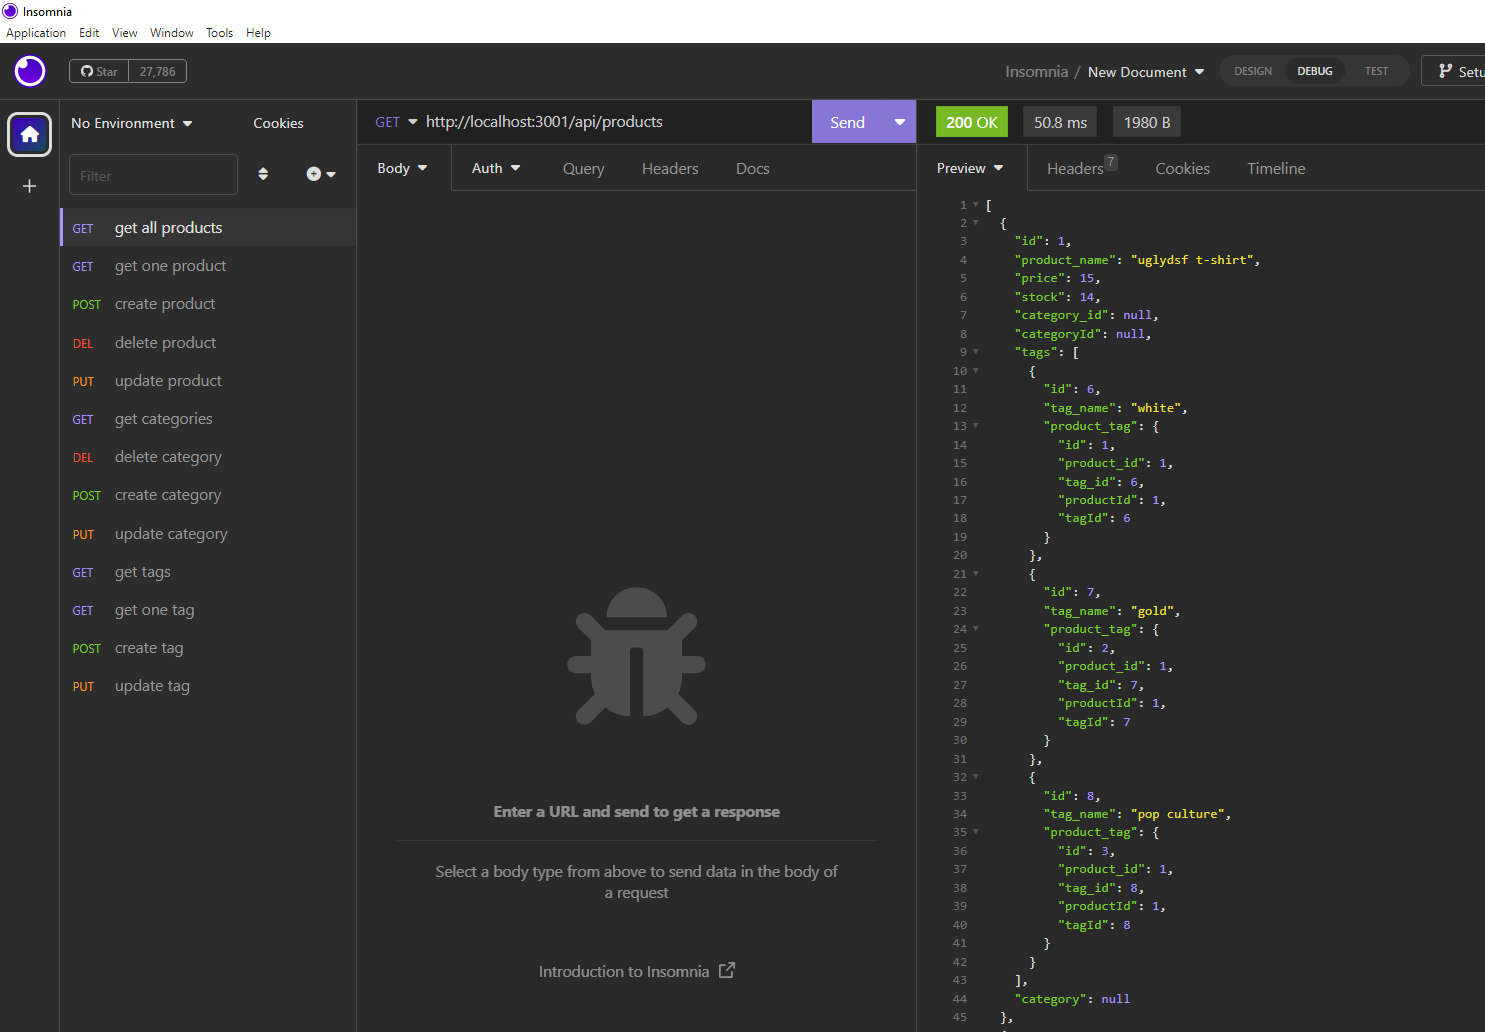 Insomnia
Application Edit View Window Tools Help
Star 27,786
Insomnia / New Document
DESIGN DEBUG TEST
No Environment
Cookies
Filter
GET get all products
GET get one product
POST create product
DEL delete product
PUT update product
GET get categories
DEL delete category
POST create category
PUT update category
GET get tags
GET get one tag
POST create tag
PUT update tag
GET http://localhost:3001/api/products Send
Body Auth Query Headers Docs
Enter a URL and send to get a response
Select a body type from above to send data in the body of
a request
Introduction to Insomnia
200 OK 50.8 ms 1980 B
Preview Headers 7 Cookies Timeline
1 [
2 {
3 "id": 1,
4 "product_name": "uglydsf t-shirt",
5 "price": 15,
6 "stock": 14,
7 "category_id": null,
8 "categoryId": null,
9 "tags": [
10 {
11 "id": 6,
12 "tag_name": "white",
13 "product_tag": {
14 "id": 1,
15 "product_id": 1,
16 "tag_id": 6,
17 "productId": 1,
18 "tagId": 6
19 }
20 },
21 {
22 "id": 7,
23 "tag_name": "gold",
24 "product_tag": {
25 "id": 2,
26 "product_id": 1,
27 "tag_id": 7,
28 "productId": 1,
29 "tagId": 7
30 }
31 },
32 {
33 "id": 8,
34 "tag_name": "pop culture",
35 "product_tag": {
36 "id": 3,
37 "product_id": 1,
38 "tag_id": 8,
39 "productId": 1,
40 "tagId": 8
41 }
42 }
43 ],
44 "category": null
45 },